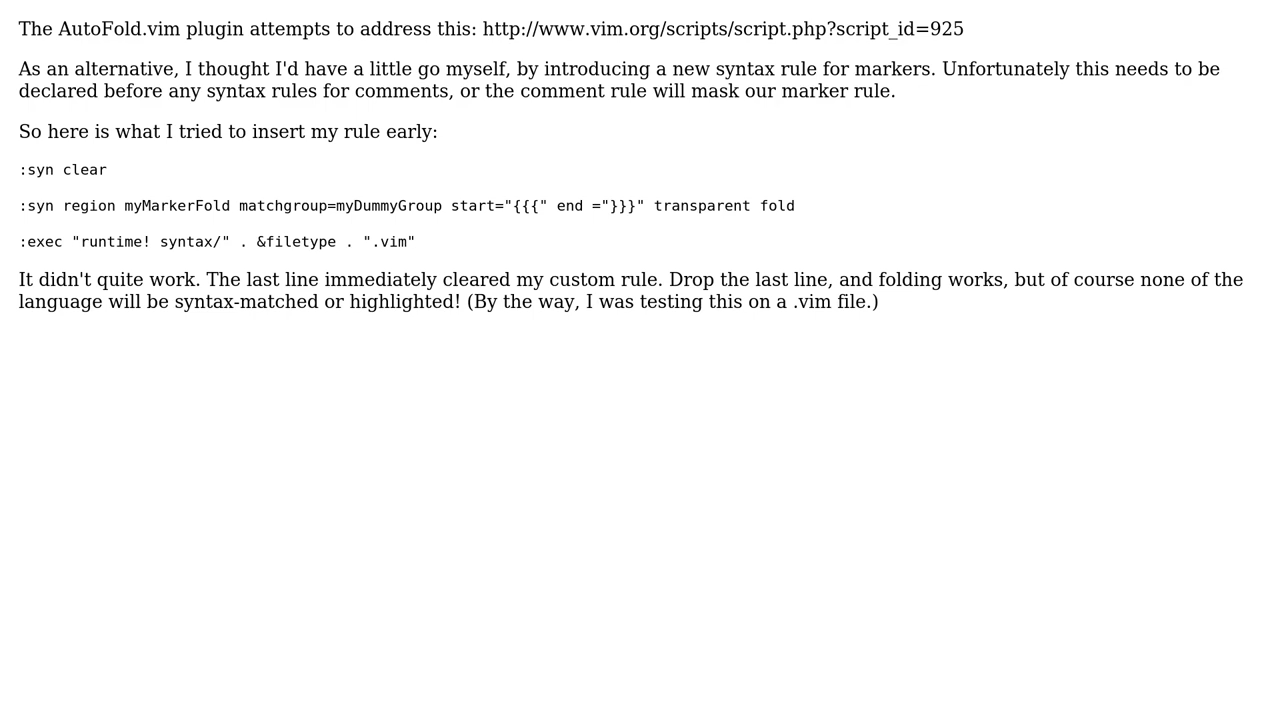 The AutoFold.vim plugin attempts to address this: http://www.vim.org/scripts/script.php?script_id=925
As an alternative, I thought I'd have a little go myself, by introducing a new syntax rule for markers. Unfortunately this needs to be
declared before any syntax rules for comments, or the comment rule will mask our marker rule.
So here is what I tried to insert my rule early:
:syn clear
:syn region myMarkerFold matchgroup=myDummyGroup start="{{{" end ="}}}" transparent fold
:exec "runtime! syntax/" . &filetype . ".vim"
It didn't quite work. The last line immediately cleared my custom rule. Drop the last line, and folding works, but of course none of the
language will be syntax-matched or highlighted! (By the way, I was testing this on a .vim file.)